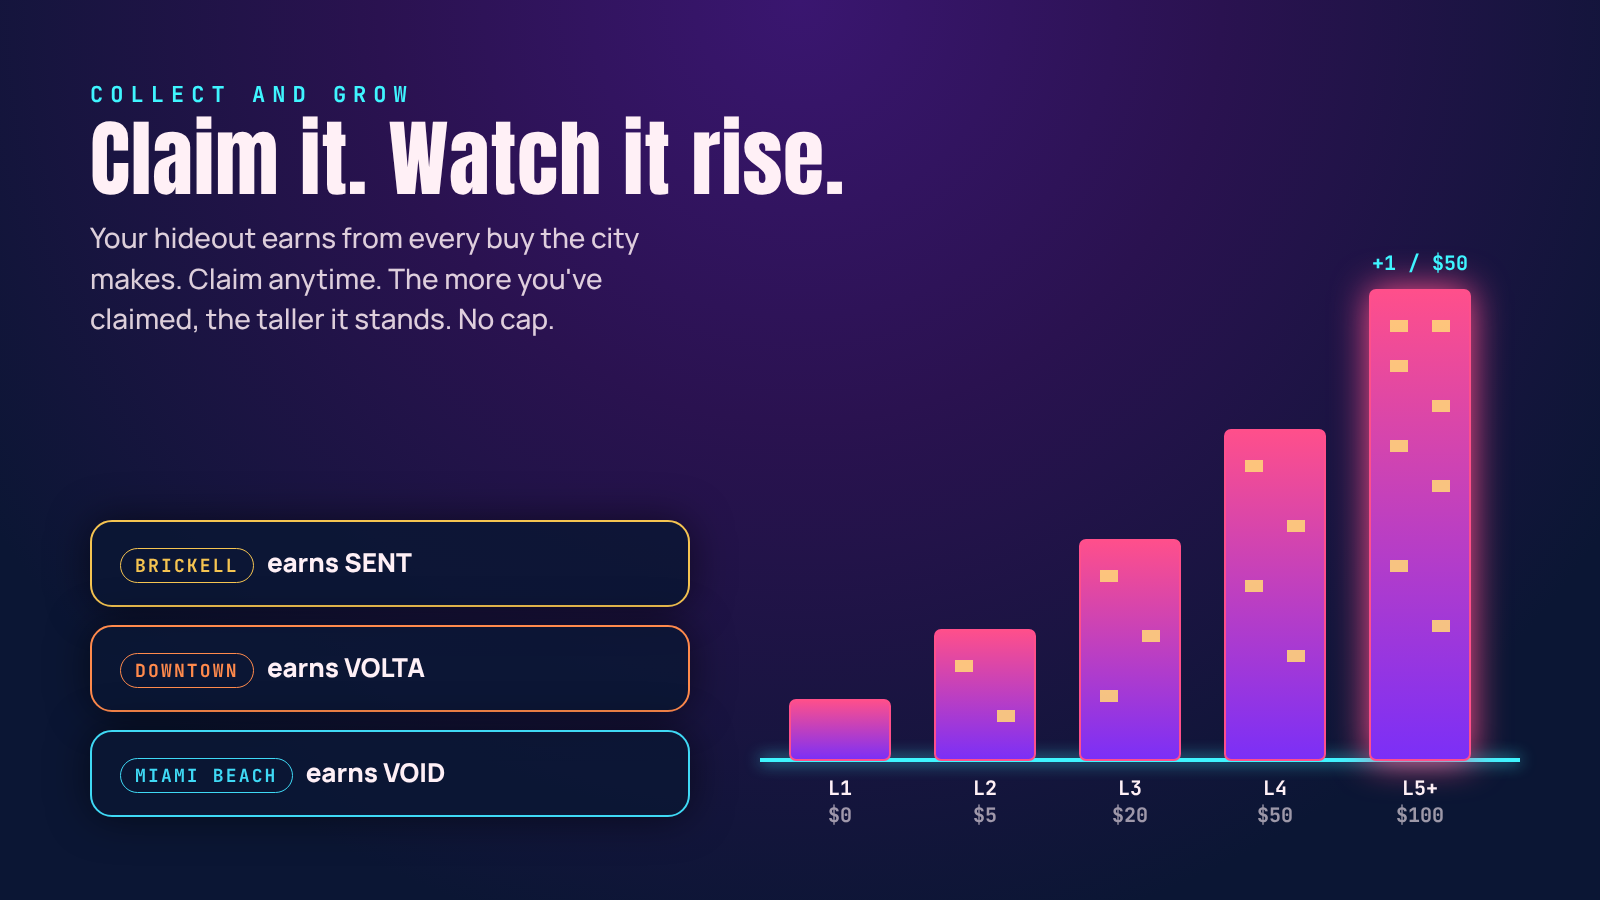 COLLECT AND GROW
Claim it. Watch it rise.
Your hideout earns from every buy the city
makes. Claim anytime. The more you've
claimed, the taller it stands. No cap.
BRICKELL earns SENT
DOWNTOWN earns VOLTA
MIAMI BEACH earns VOID
+1 / $50
L1 L2 L3 L4 L5+
$0 $5 $20 $50 $100